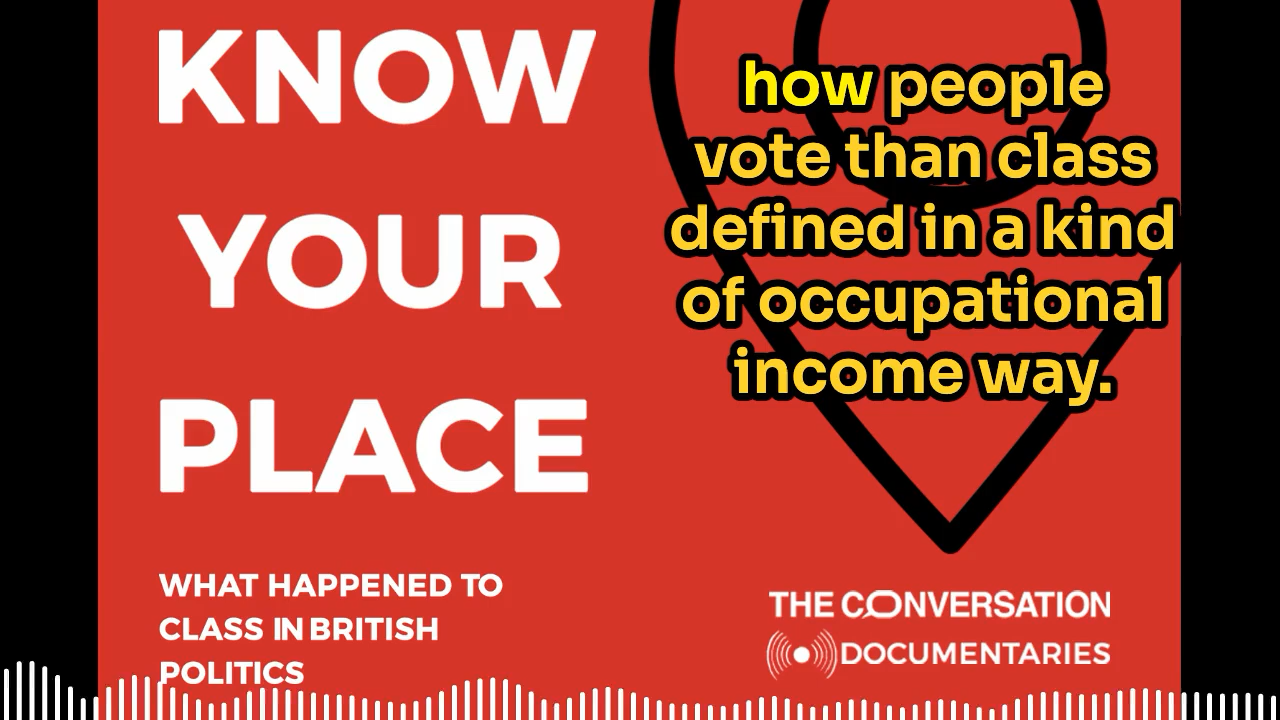 KNOW
YOUR
PLACE
WHAT HAPPENED TO
CLASS IN BRITISH
POLITICS
how people
vote than class
defined in a kind
of occupational
income way.
THE CONVERSATION
DOCUMENTARIES